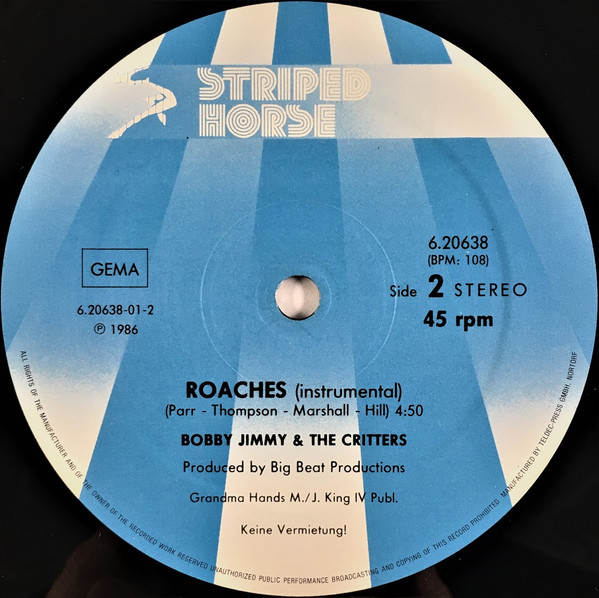 STRIPED
HORSE
GEMA
6.20638-01-2
℗ 1986
6.20638
(BPM: 108)
Side 2 STEREO
45 rpm
ROACHES (instrumental)
(Parr - Thompson - Marshall - Hill) 4:50
BOBBY JIMMY & THE CRITTERS
Produced by Big Beat Productions
Grandma Hands M./J. King IV Publ.
Keine Vermietung!
ALL RIGHTS OF THE MANUFACTURER AND OF THE OWNER OF THE RECORDED WORK RESERVED UNAUTHORIZED PUBLIC PERFORMANCE BROADCASTING AND COPYING OF THIS RECORD PROHIBITED. MANUFACTURED BY TELDEC-PRESS GMBH, NORTORF